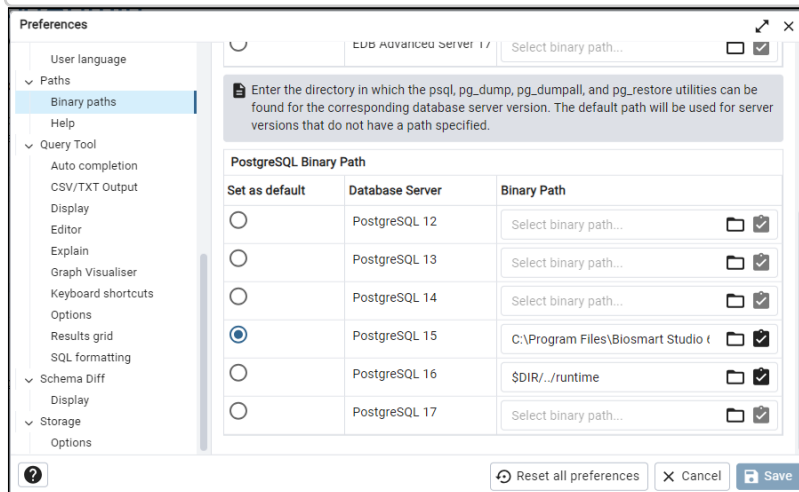 Preferences
User language
Paths
Binary paths
Help
Query Tool
Auto completion
CSV/TXT Output
Display
Editor
Explain
Graph Visualiser
Keyboard shortcuts
Options
Results grid
SQL formatting
Schema Diff
Display
Storage
Options
EDB Advanced Server 17 Select binary path...
Enter the directory in which the psql, pg_dump, pg_dumpall, and pg_restore utilities can be
found for the corresponding database server version. The default path will be used for server
versions that do not have a path specified.
PostgreSQL Binary Path
Set as default Database Server Binary Path
PostgreSQL 12 Select binary path...
PostgreSQL 13 Select binary path...
PostgreSQL 14 Select binary path...
PostgreSQL 15 C:\Program Files\Biosmart Studio
PostgreSQL 16 $DIR/../runtime
PostgreSQL 17 Select binary path...
Reset all preferences Cancel Save